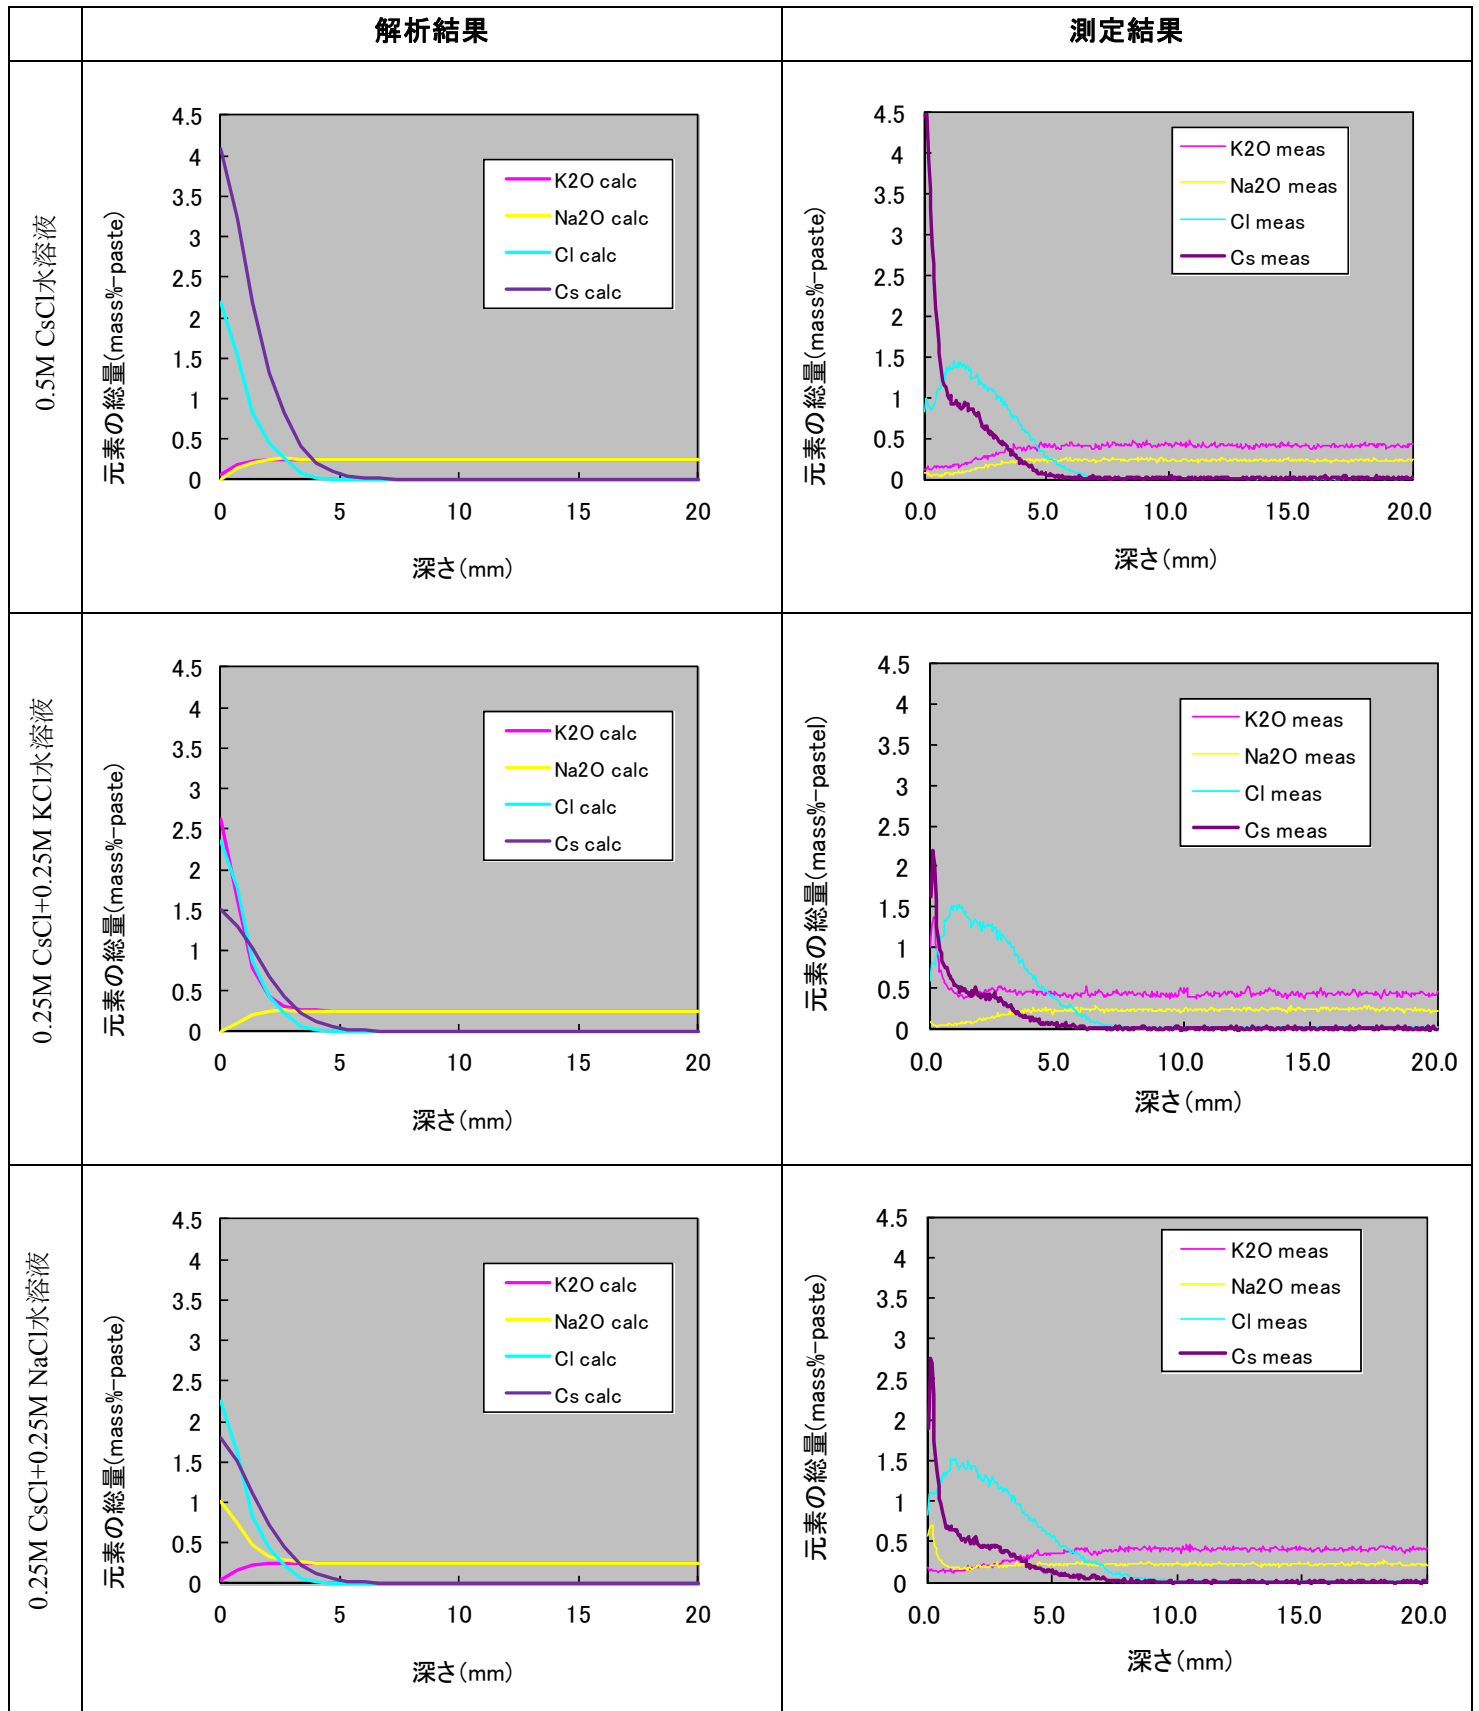 解析結果
測定結果
0.5M CsCl水溶液
元素の総量(mass%-paste)
4.5
4
3.5
3
2.5
2
1.5
1
0.5
0
K2O calc
Na2O calc
Cl calc
Cs calc
0
5
10
15
20
深さ(mm)
元素の総量(mass%-paste)
4.5
4
3.5
3
2.5
2
1.5
1
0.5
0
K2O meas
Na2O meas
Cl meas
Cs meas
0.0
5.0
10.0
15.0
20.0
深さ(mm)
0.25M CsCl+0.25M KCl水溶液
元素の総量(mass%-paste)
4.5
4
3.5
3
2.5
2
1.5
1
0.5
0
K2O calc
Na2O calc
Cl calc
Cs calc
0
5
10
15
20
深さ(mm)
元素の総量(mass%-pastel)
4.5
4
3.5
3
2.5
2
1.5
1
0.5
0
K2O meas
Na2O meas
Cl meas
Cs meas
0.0
5.0
10.0
15.0
20.0
深さ(mm)
0.25M CsCl+0.25M NaCl水溶液
元素の総量(mass%-paste)
4.5
4
3.5
3
2.5
2
1.5
1
0.5
0
K2O calc
Na2O calc
Cl calc
Cs calc
0
5
10
15
20
深さ(mm)
元素の総量(mass%-paste)
4.5
4
3.5
3
2.5
2
1.5
1
0.5
0
K2O meas
Na2O meas
Cl meas
Cs meas
0.0
5.0
10.0
15.0
20.0
深さ(mm)